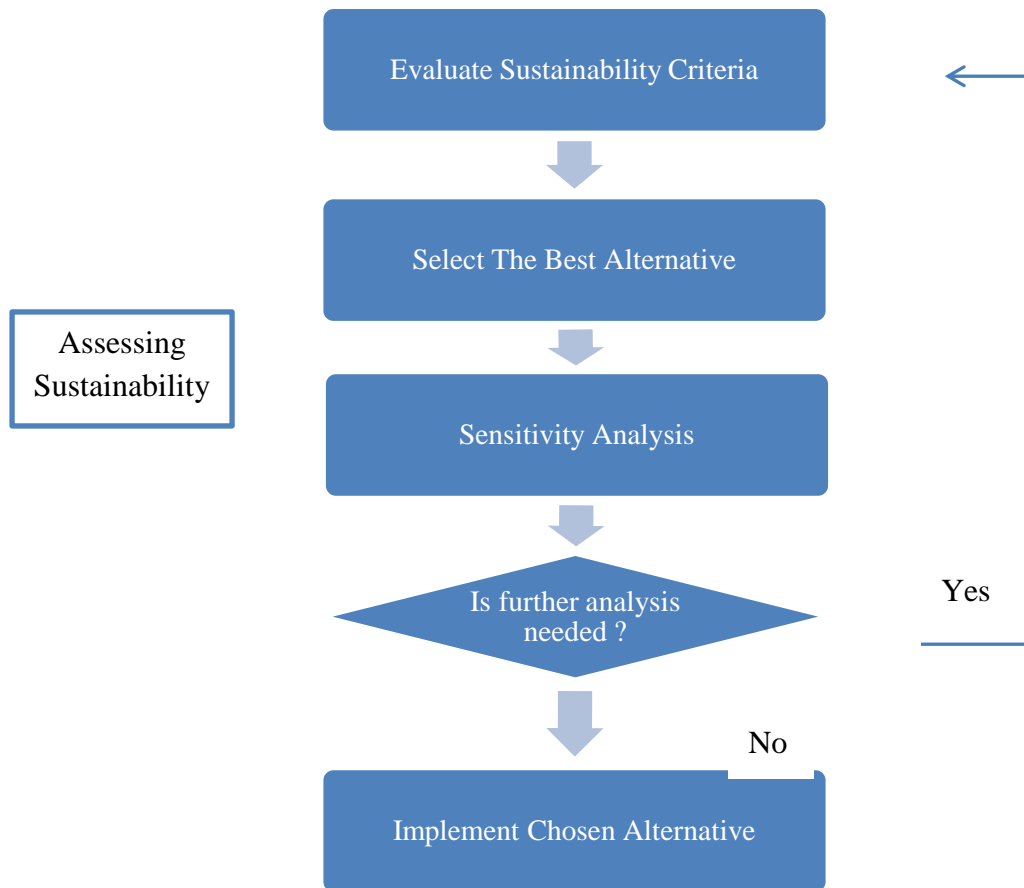 Evaluate Sustainability Criteria
Select The Best Alternative
Assessing
Sustainability
Sensitivity Analysis
Is further analysis
needed ?
Yes
No
Implement Chosen Alternative